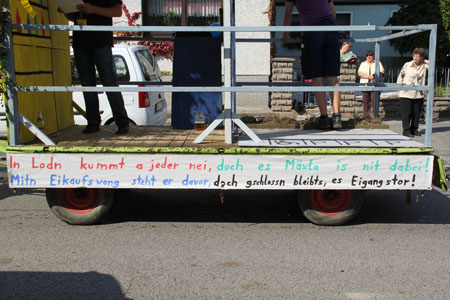 In Lodn kummt a jeder nei, doch es Mäxla is nit dabei!
Mitn Eikaufswong steht er davor, doch gschlossn bleibts, es Eigangstor!